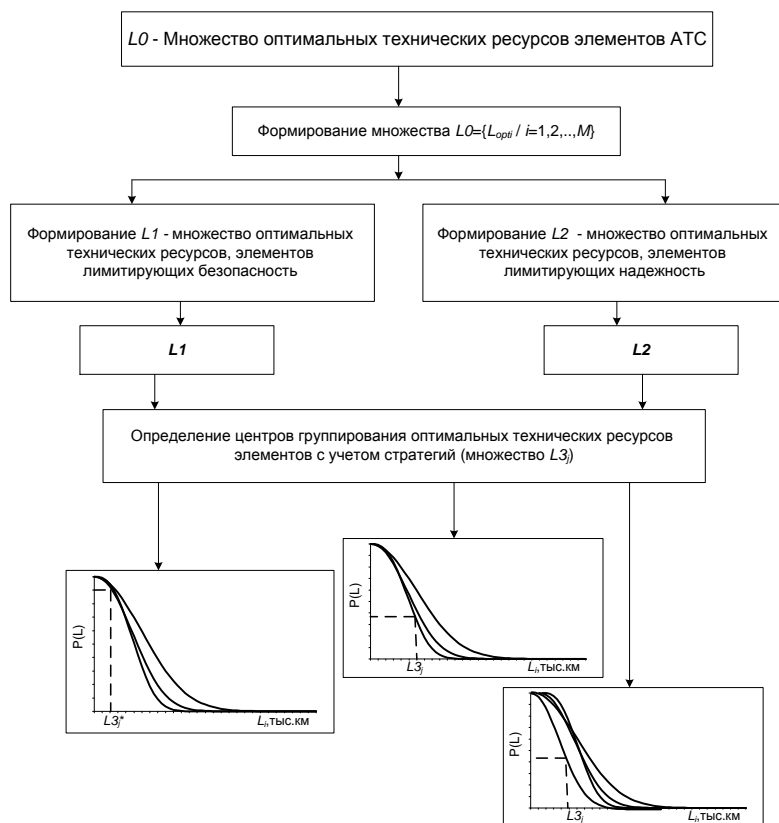 L0 - Множество оптимальных технических ресурсов элементов АТС
Формирование множества L0={Lopti / i=1,2,..,M}
Формирование L1 - множество оптимальных
технических ресурсов, элементов
лимитирующих безопасность
Формирование L2 - множество оптимальных
технических ресурсов, элементов
лимитирующих надежность
L1
L2
Определение центров группирования оптимальных технических ресурсов
элементов с учетом стратегий (множество L3j)
P(L)
L3j
Li,тыс.км
P(L)
L3j*
Li,тыс.км
P(L)
L3j
Li,тыс.км